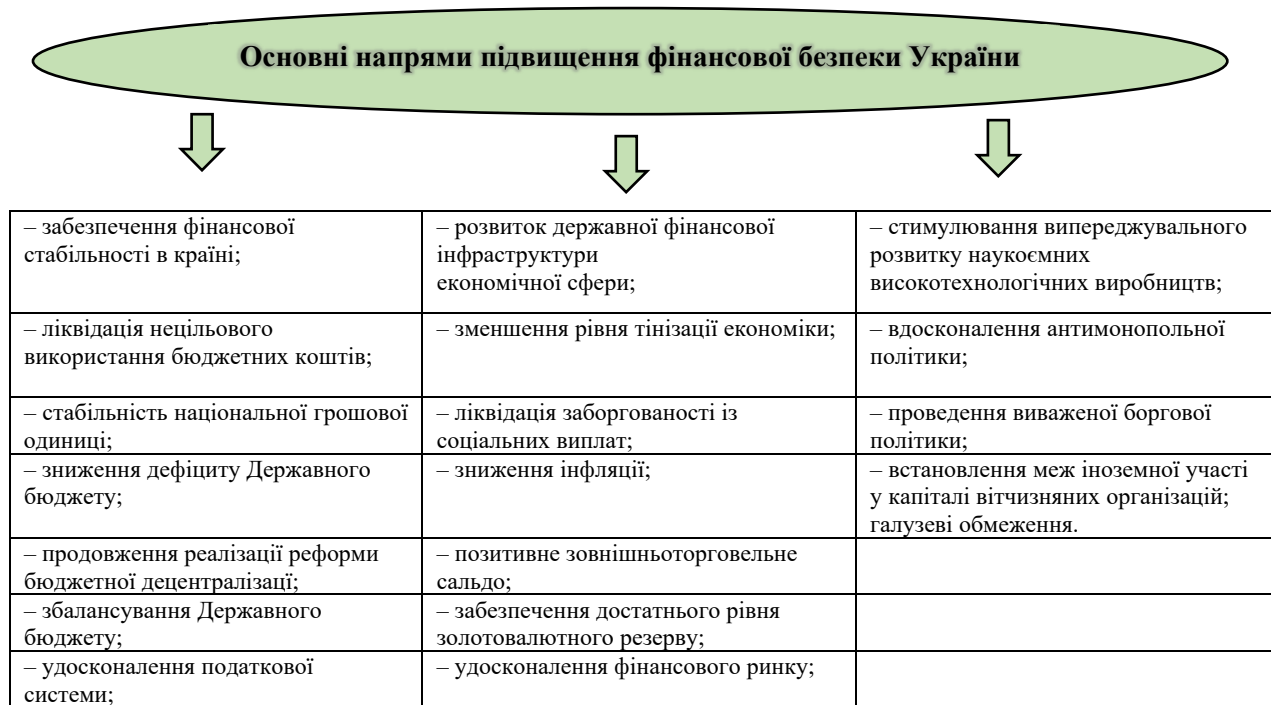 Основні напрями підвищення фінансової безпеки України
– забезпечення фінансової
стабільності в країні;
– розвиток державної фінансової
інфраструктури
економічної сфери;
– стимулювання випереджувального
розвитку наукоємних
високотехнологічних виробництв;
– ліквідація нецільового
використання бюджетних коштів;
– зменшення рівня тінізації економіки;
– вдосконалення антимонопольної
політики;
– стабільність національної грошової
одиниці;
– ліквідація заборгованості із
соціальних виплат;
– проведення виваженої боргової
політики;
– зниження дефіциту Державного
бюджету;
– зниження інфляції;
– встановлення меж іноземної участі
у капіталі вітчизняних організацій;
галузеві обмеження.
– продовження реалізації реформи
бюджетної децентралізації;
– позитивне зовнішньоторговельне
сальдо;
– збалансування Державного
бюджету;
– забезпечення достатнього рівня
золотовалютного резерву;
– удосконалення податкової
системи;
– удосконалення фінансового ринку;